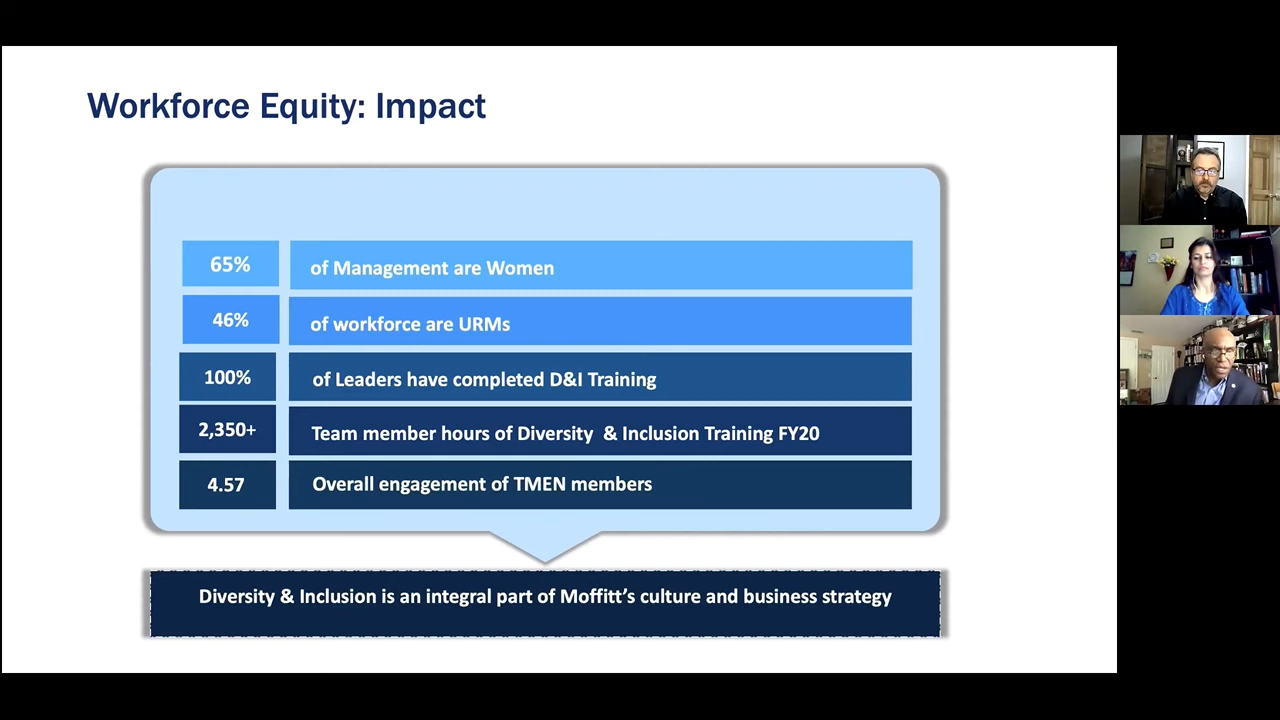 Workforce Equity: Impact
65% of Management are Women
46% of workforce are URMs
100% of Leaders have completed D&I Training
2,350+ Team member hours of Diversity & Inclusion Training FY20
4.57 Overall engagement of TMEN members
Diversity & Inclusion is an integral part of Moffitt's culture and business strategy